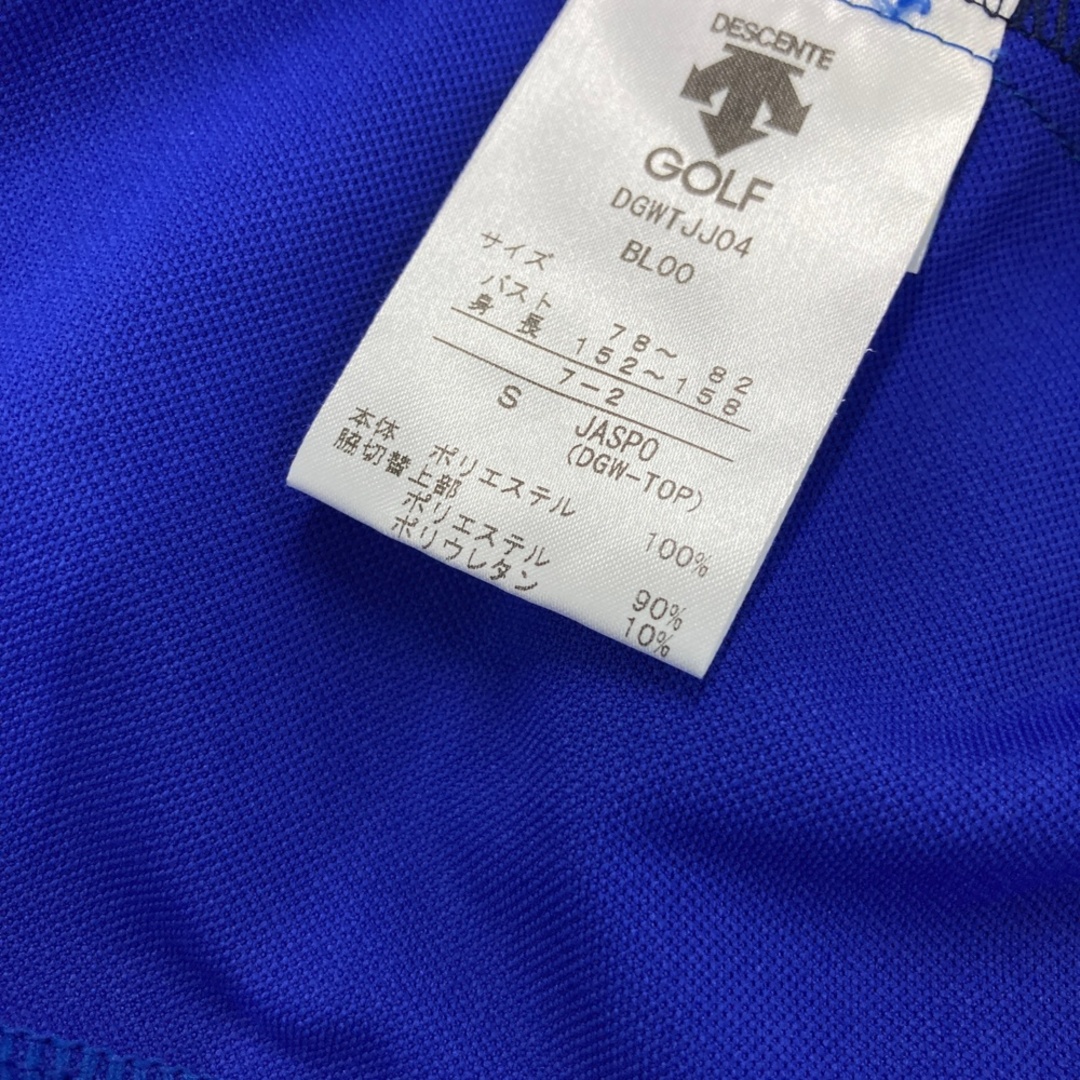 DESCENTE
GOLF
DGWTJJ04
BL00
サイズ
バスト 78～ 82
身 長 152～158
7-2
S JASPO
(DGW-TOP)
本体 ポリエステル 100%
脇切替上部
ポリエステル 90%
ポリウレタン 10%